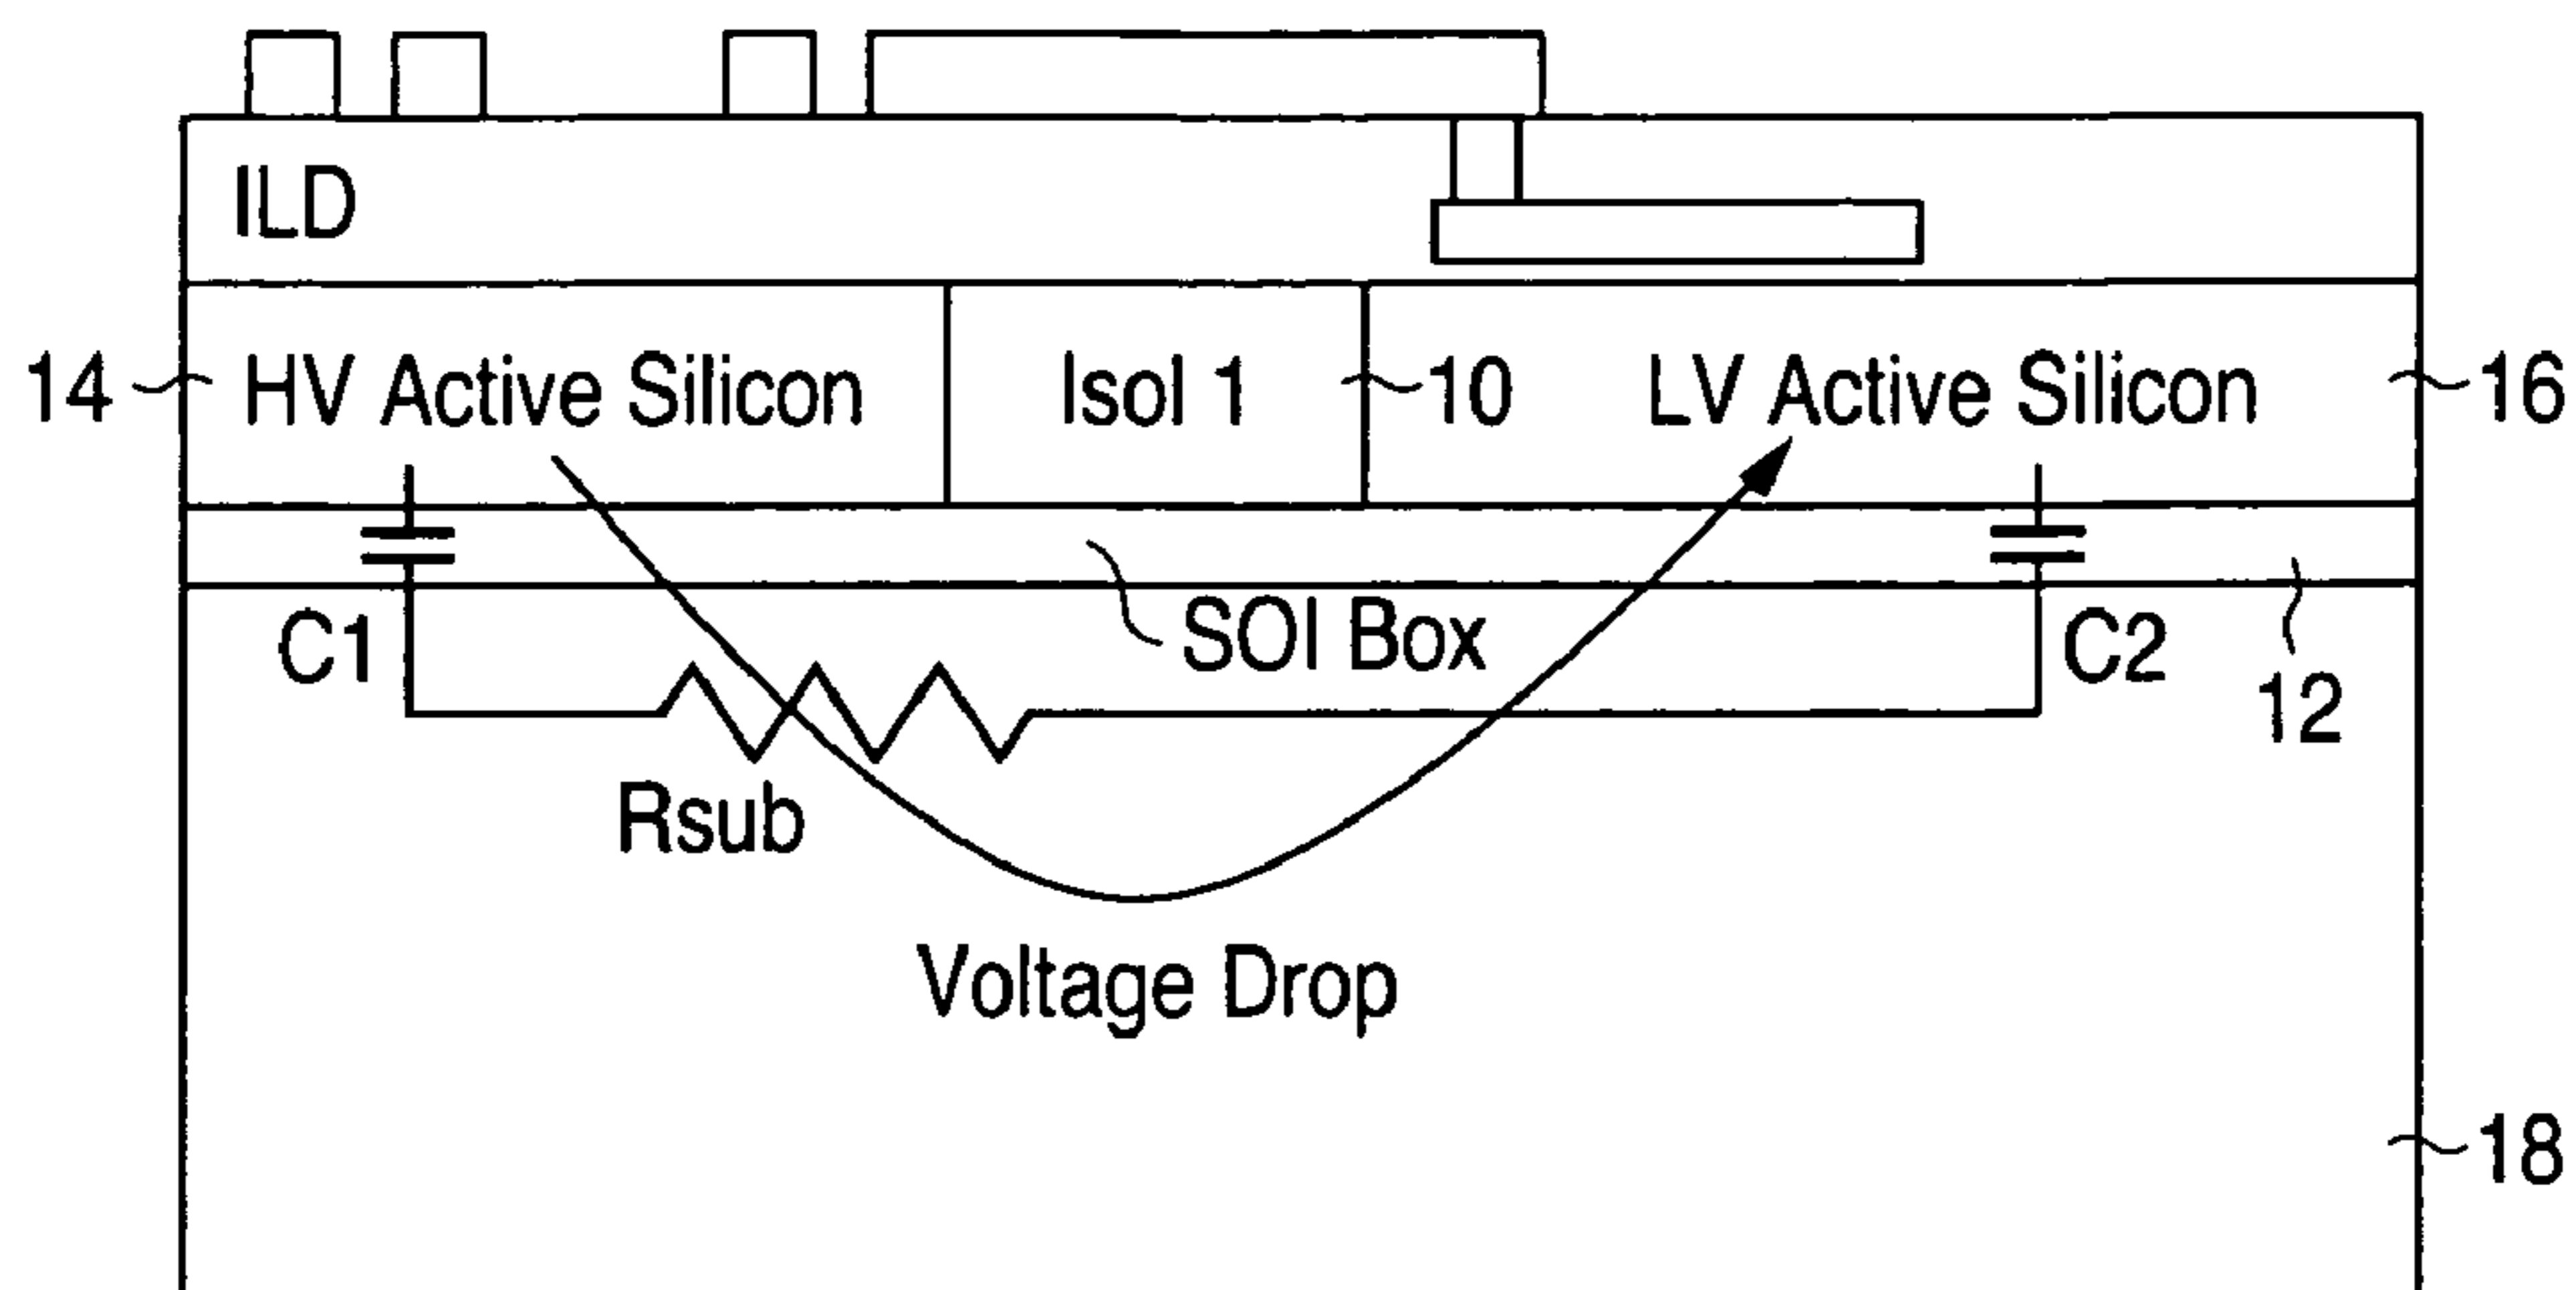 ILD
14
HV Active Silicon
Isol 1
10
LV Active Silicon
16
C1
SOI Box
C2
12
Rsub
Voltage Drop
18